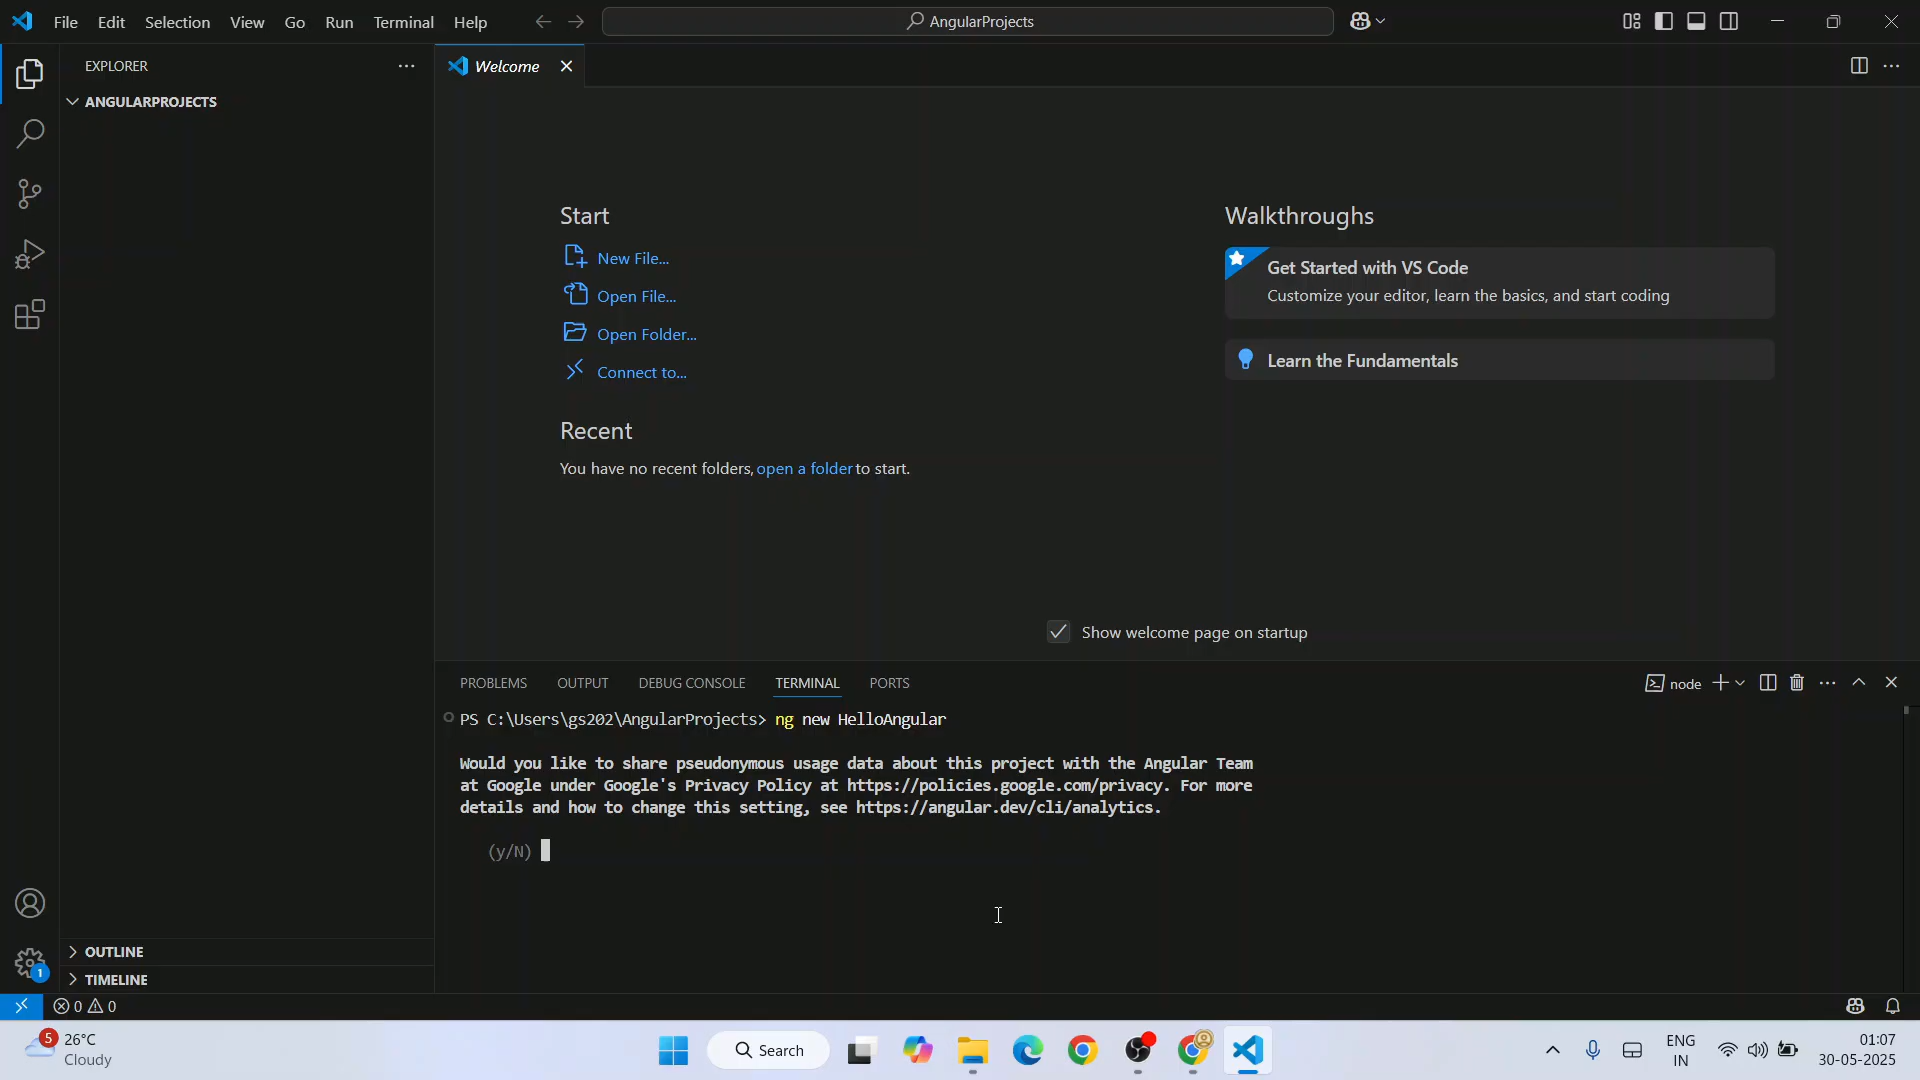 File Edit Selection View Go Run Terminal Help
AngularProjects
EXPLORER
Welcome
ANGULARPROJECTS
Start
New File...
Open File...
Open Folder...
Connect to...
Recent
You have no recent folders, open a folder to start.
Walkthroughs
Get Started with VS Code
Customize your editor, learn the basics, and start coding
Learn the Fundamentals
Show welcome page on startup
PROBLEMS OUTPUT DEBUG CONSOLE TERMINAL PORTS
node
PS C:\Users\gs202\AngularProjects> ng new HelloAngular
Would you like to share pseudonymous usage data about this project with the Angular Team
at Google under Google's Privacy Policy at https://policies.google.com/privacy. For more
details and how to change this setting, see https://angular.dev/cli/analytics.
(y/N)
OUTLINE
TIMELINE
1
0 0
5
26°C
Cloudy
Search
ENG
IN
01:07
30-05-2025